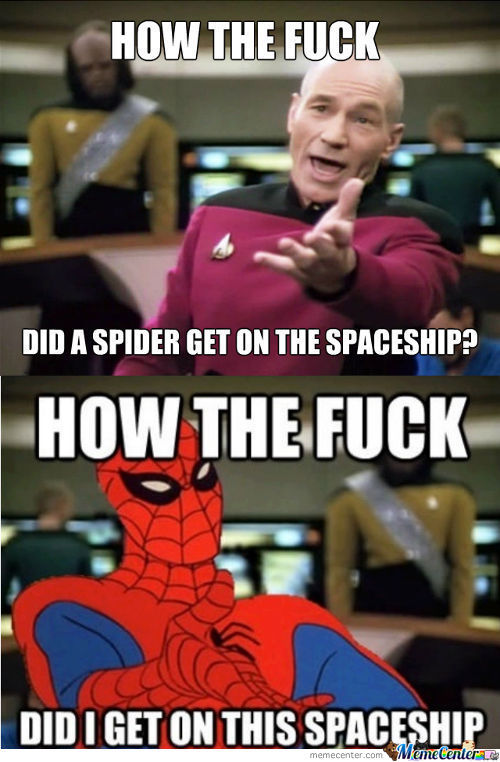 HOW THE FUCK
DID A SPIDER GET ON THE SPACESHIP?
HOW THE FUCK
DID I GET ON THIS SPACESHIP
memecenter.com MemeCenter